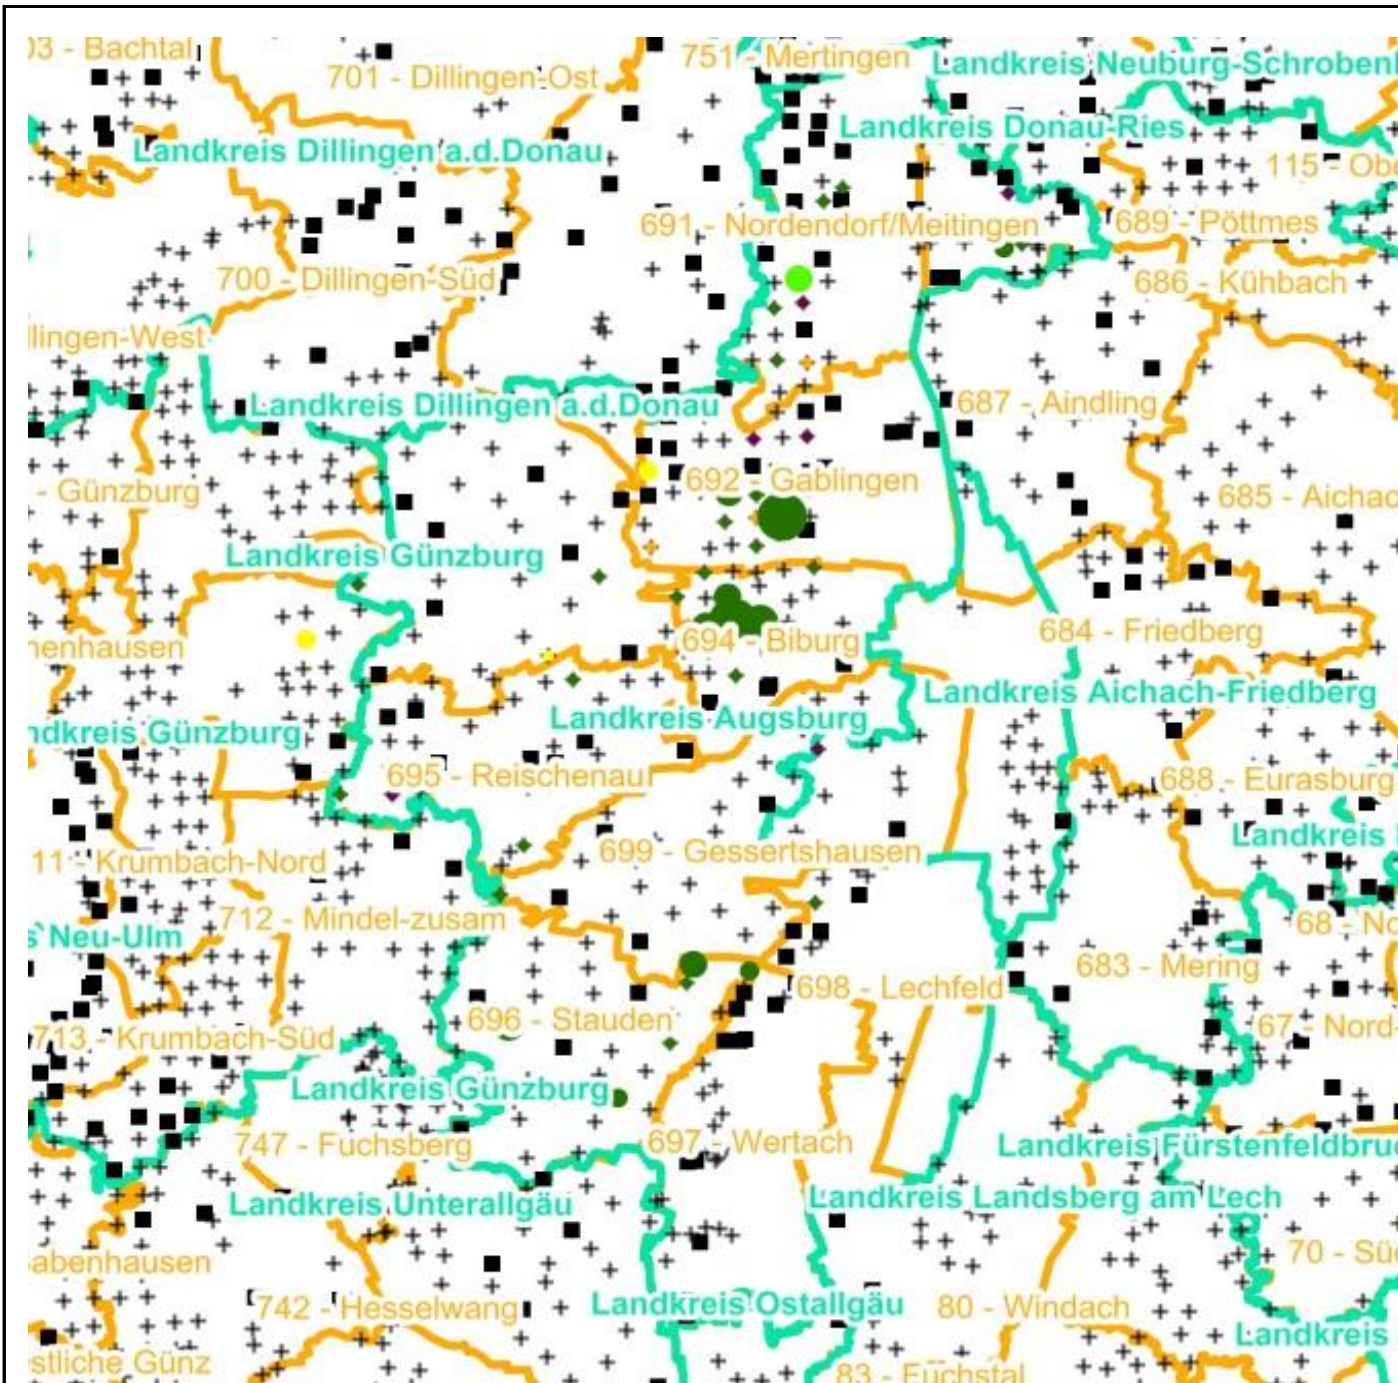 03 - Bachtal
701 - Dillingen-Ost
751 - Mertingen
Landkreis Neuburg-Schroben
Landkreis Donau-Ries
Landkreis Dillingen a.d.Donau
115 - Obe
691 - Nordendorf/Meitingen
689 - Pöttmes
700 - Dillingen-Süd
686 - Kühbach
llingen-West
Landkreis Dillingen a.d.Donau
687 - Aindling
- Günzburg
692 - Gablingen
685 - Aichac
Landkreis Günzburg
nenhausen
694 - Biburg
684 - Friedberg
Landkreis Aichach-Friedberg
Landkreis Augsburg
ndkreis Günzburg
695 - Reischenau
688 - Eurasburg
Landkreis
11 - Krumbach-Nord
699 - Gessertshausen
712 - Mindel-zusam
68 - No
s Neu-Ulm
683 - Mering
698 - Lechfeld
696 - Stauden
67 - Nord
713 - Krumbach-Süd
Landkreis Günzburg
747 - Fuchsberg
697 - Wertach
Landkreis Fürstenfeldbruc
Landkreis Unterallgäu
Landkreis Landsberg am Lech
abenhausen
70 - Süd
742 - Hesselwang
Landkreis Ostallgäu
80 - Windach
Landkreis
stliche Günz
83 - Fuchstal